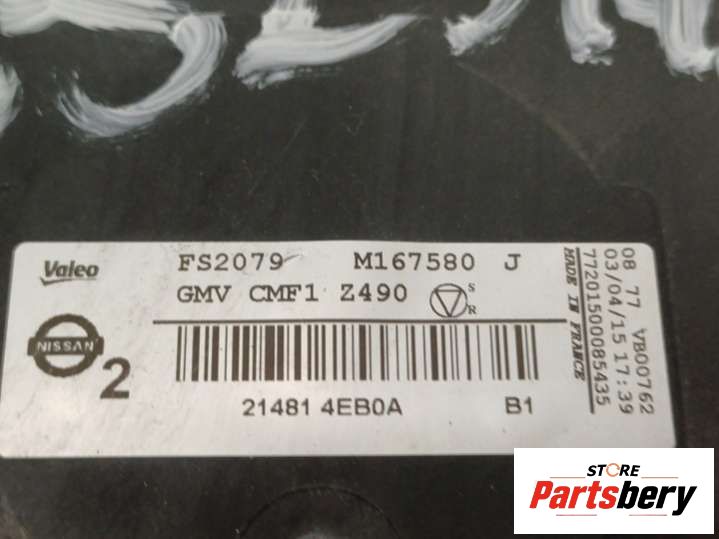 Valeo FS2079 M167580 J
GMV CMF1 Z490 S R
NISSAN 2
21481 4EB0A B1
MADE IN FRANCE
77201500085435
03/04/15 17:39
08 77 VB00762
STORE
Partsbery